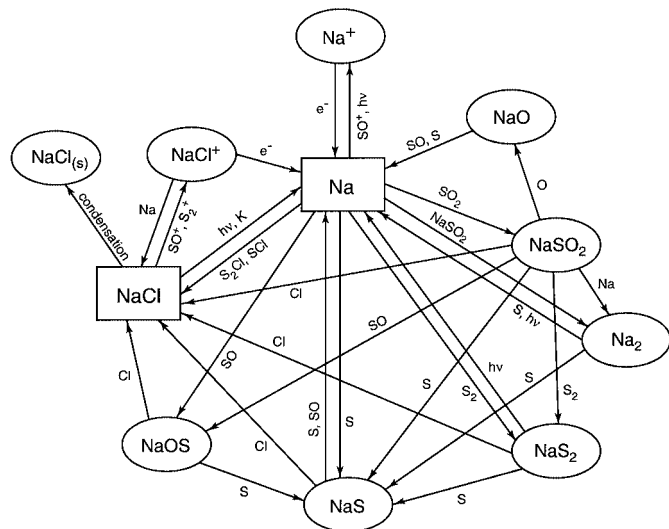 Na+
e-
SO+, hν
NaO
SO, S
NaCl(s)
NaCl+
e-
Na
SO2
O
condensation
Na
SO+, S2+
hν, K
S2Cl, SCl
NaSO2
NaSO2
Cl
Na
NaCl
S, hν
Na2
SO
Cl
hν
Cl
SO
S
S2
S
S2
S, SO
S
NaOS
Cl
NaS2
S
S
NaS